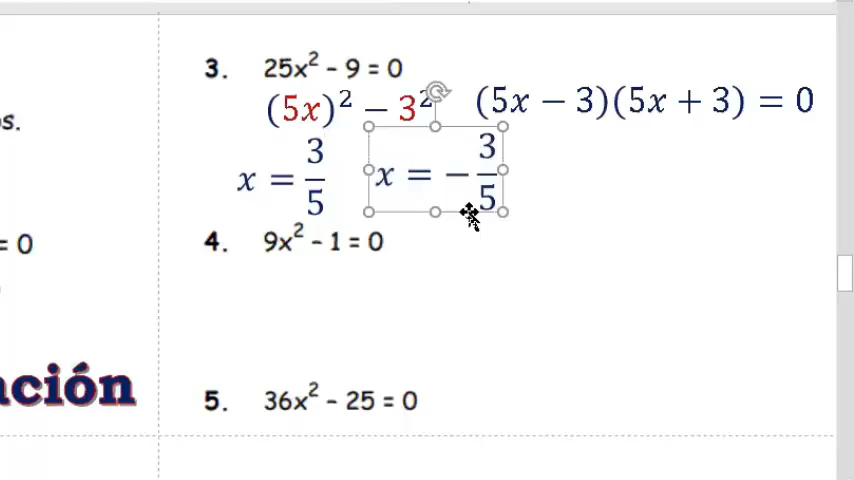 3. 25x² - 9 = 0
(5x)² − 3² (5x − 3)(5x + 3) = 0
x = 3/5 x = −3/5
os.
4. 9x² - 1 = 0
= 0
ación
5. 36x² - 25 = 0